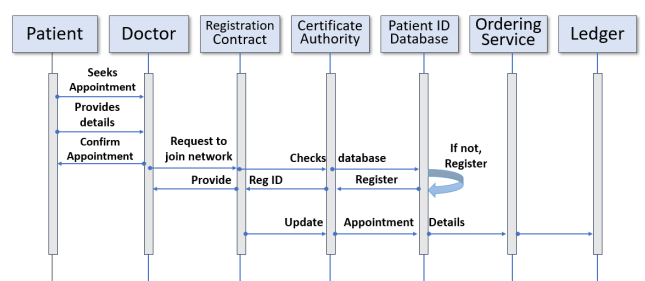 Patient
Doctor
Registration
Contract
Certificate
Authority
Patient ID
Database
Ordering
Service
Ledger
Seeks
Appointment
Provides
details
Confirm
Appointment
Request to
join network
Checks database
If not,
Register
Provide Reg ID Register
Update Appointment Details